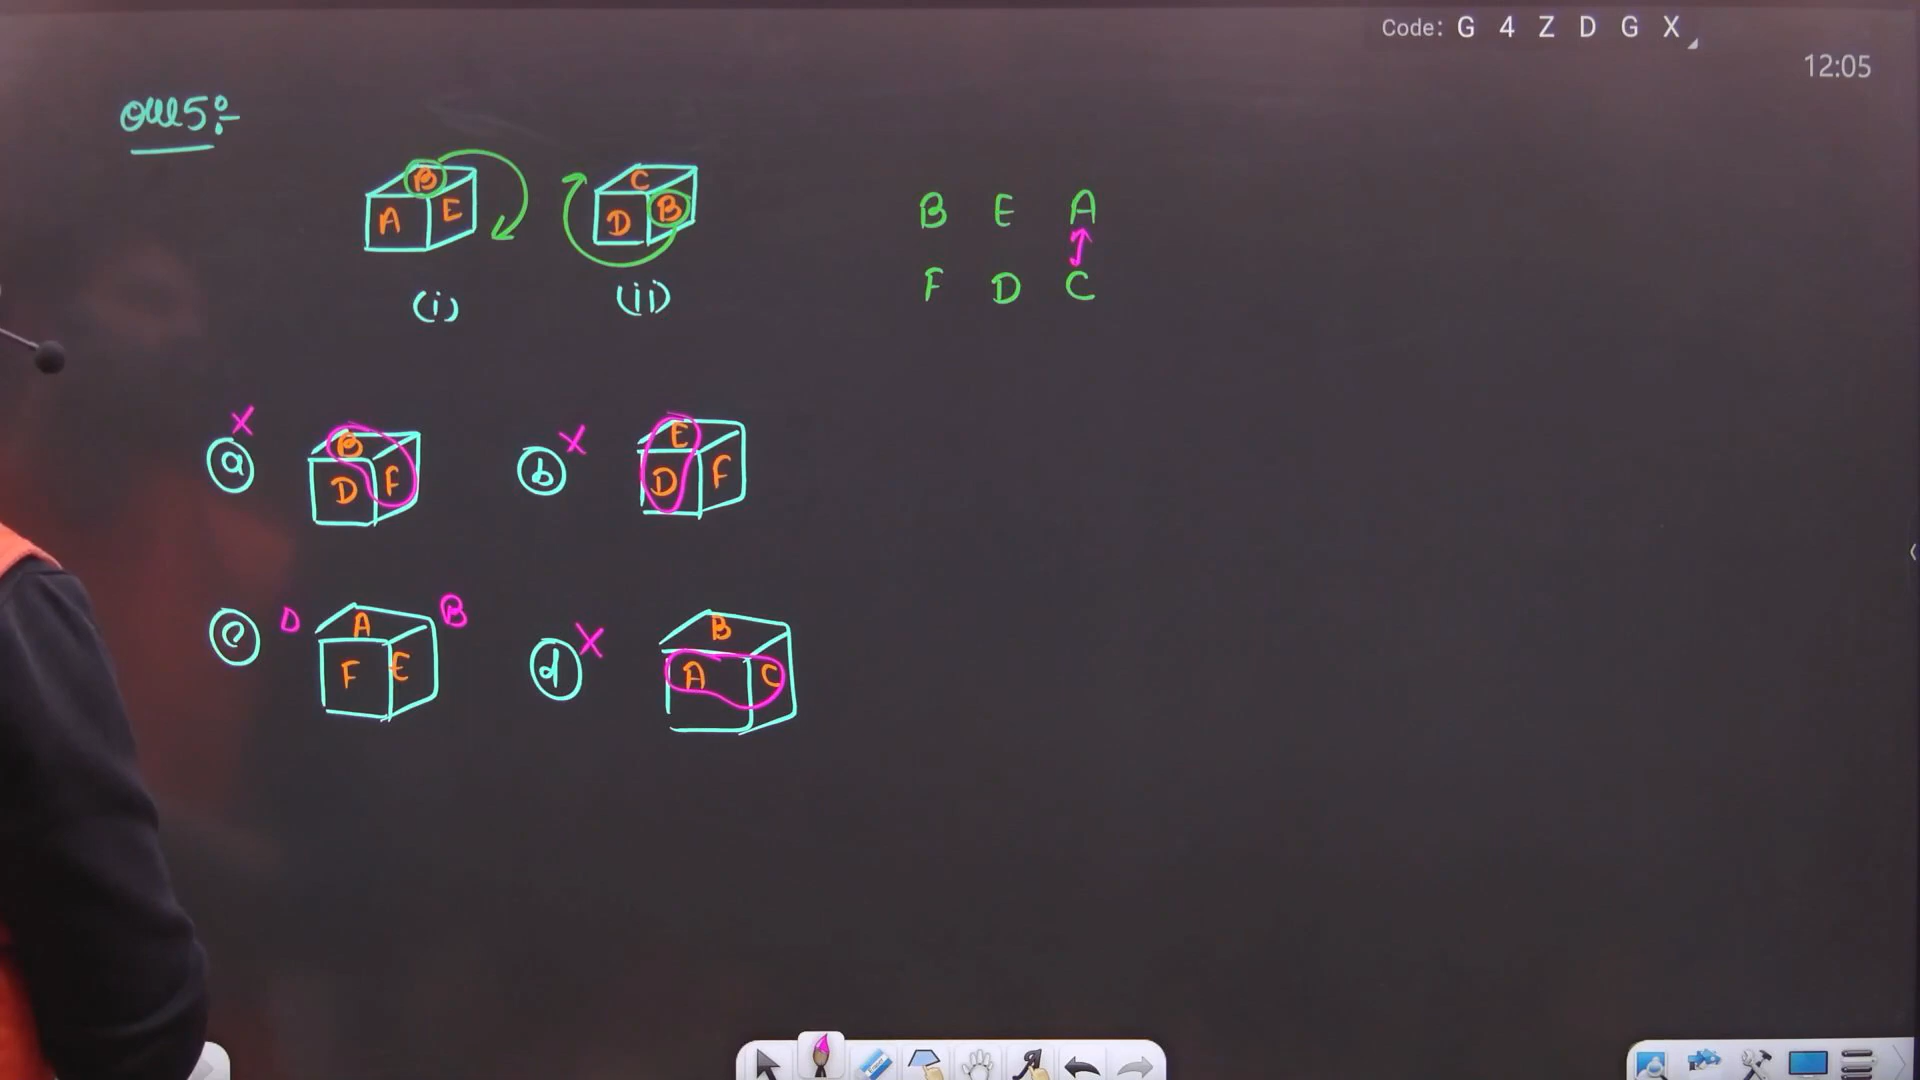 Code: G 4 Z D G X
12:05
Que5:-
B
A E
C
D B
(i) (ii)
B E A
F D C
X X
a B D F b E D F
X
c D A B F E d B A C